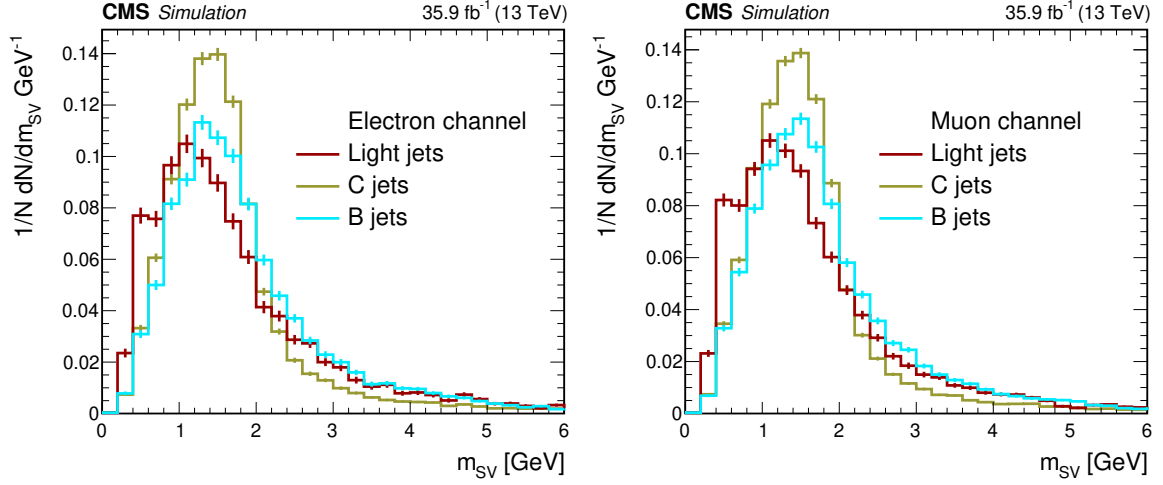 CMS Simulation 35.9 fb⁻¹ (13 TeV)
1/N dN/dm_SV GeV⁻¹
0.14
0.12
0.1
0.08
0.06
0.04
0.02
0
Electron channel
Light jets
C jets
B jets
0 1 2 3 4 5 6
m_SV [GeV]
CMS Simulation 35.9 fb⁻¹ (13 TeV)
1/N dN/dm_SV GeV⁻¹
0.14
0.12
0.1
0.08
0.06
0.04
0.02
0
Muon channel
Light jets
C jets
B jets
0 1 2 3 4 5 6
m_SV [GeV]